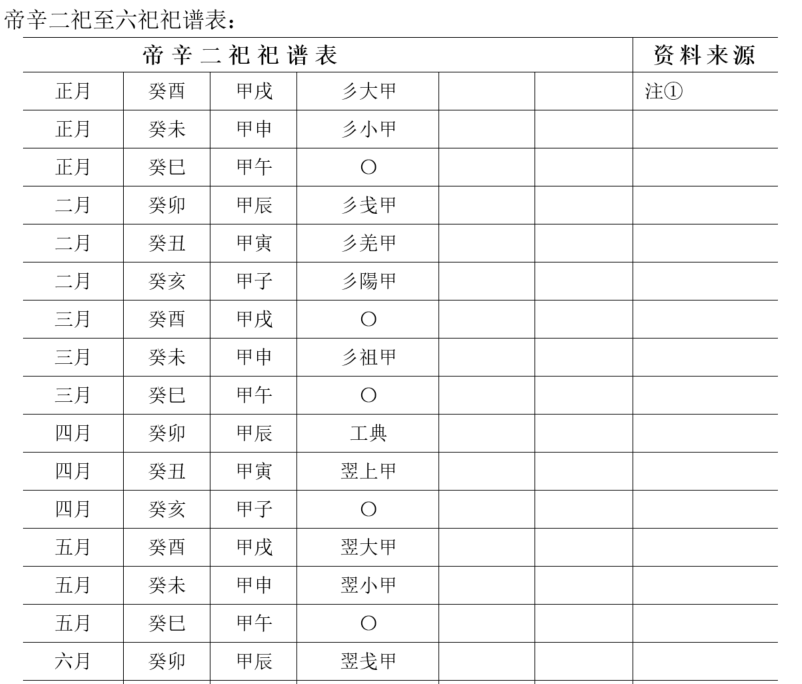 帝辛二祀至六祀祀谱表：
帝辛二祀祀谱表 资料来源
正月 癸酉 甲戌 彡大甲 注①
正月 癸未 甲申 彡小甲
正月 癸巳 甲午 〇
二月 癸卯 甲辰 彡戋甲
二月 癸丑 甲寅 彡羌甲
二月 癸亥 甲子 彡陽甲
三月 癸酉 甲戌 〇
三月 癸未 甲申 彡祖甲
三月 癸巳 甲午 〇
四月 癸卯 甲辰 工典
四月 癸丑 甲寅 翌上甲
四月 癸亥 甲子 〇
五月 癸酉 甲戌 翌大甲
五月 癸未 甲申 翌小甲
五月 癸巳 甲午 〇
六月 癸卯 甲辰 翌戋甲